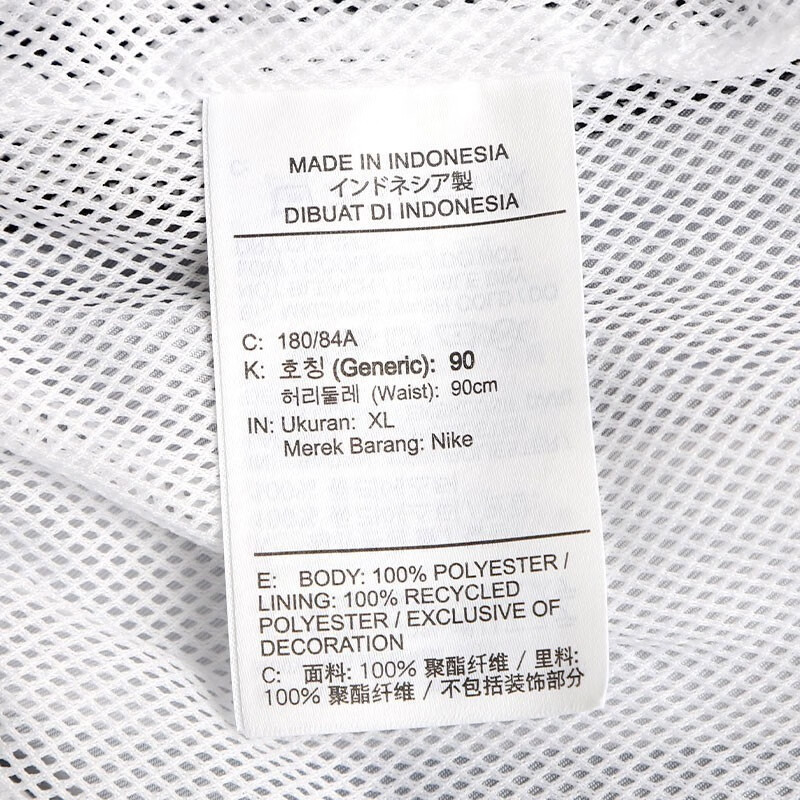 MADE IN INDONESIA
インドネシア製
DIBUAT DI INDONESIA
C: 180/84A
K: 호칭 (Generic): 90
허리둘레 (Waist): 90cm
IN: Ukuran: XL
Merek Barang: Nike
E: BODY: 100% POLYESTER /
LINING: 100% RECYCLED
POLYESTER / EXCLUSIVE OF
DECORATION
C: 面料: 100% 聚酯纤维 / 里料:
100% 聚酯纤维 / 不包括装饰部分